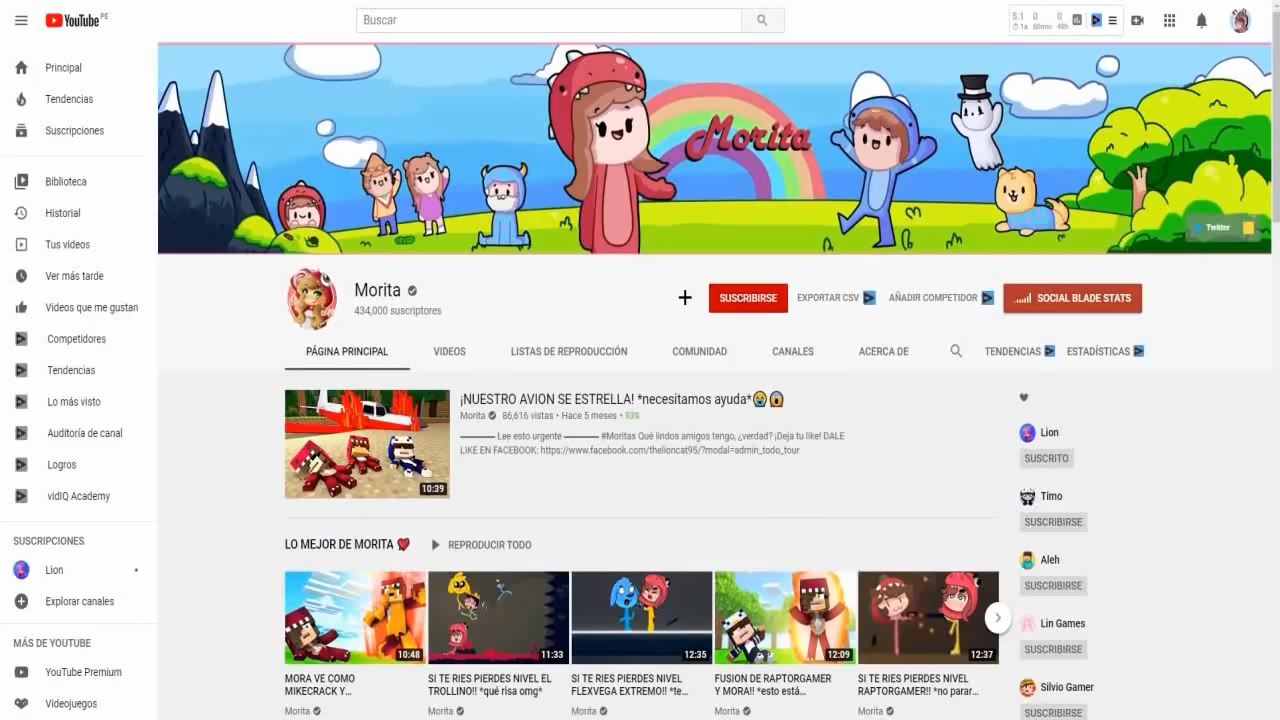 YouTube PE
Buscar
5.1 0 0
1a 60min 48h
Principal
Tendencias
Suscripciones
Biblioteca
Historial
Tus videos
Ver más tarde
Videos que me gustan
Competidores
Tendencias
Lo más visto
Auditoría de canal
Logros
vidIQ Academy
SUSCRIPCIONES
Lion
Explorar canales
MÁS DE YOUTUBE
YouTube Premium
Videojuegos
Morita
Twitter
Morita
434,000 suscriptores
SUSCRIBIRSE
EXPORTAR CSV
AÑADIR COMPETIDOR
SOCIAL BLADE STATS
PÁGINA PRINCIPAL
VIDEOS
LISTAS DE REPRODUCCIÓN
COMUNIDAD
CANALES
ACERCA DE
TENDENCIAS
ESTADÍSTICAS
10:39
¡NUESTRO AVION SE ESTRELLA! *necesitamos ayuda*😭😱
Morita 86,616 vistas • Hace 5 meses • 93%
———— Lee esto urgente ———— #Moritas Qué lindos amigos tengo, ¿verdad? ¡Deja tu like! DALE
LIKE EN FACEBOOK: https://www.facebook.com/thelioncat95/?modal=admin_todo_tour
LO MEJOR DE MORITA ❤
REPRODUCIR TODO
10:48
MORA VE COMO
MIKECRACK Y...
Morita
11:33
SI TE RIES PIERDES NIVEL EL
TROLLINO!! *qué risa omg*
Morita
12:35
SI TE RIES PIERDES NIVEL
FLEXVEGA EXTREMO!! *te...
Morita
12:09
FUSION DE RAPTORGAMER
Y MORA!! *esto está...
Morita
12:37
SI TE RIES PIERDES NIVEL
RAPTORGAMER!! *no parar...
Morita
♥
Lion
SUSCRITO
Timo
SUSCRIBIRSE
Aleh
SUSCRIBIRSE
Lin Games
SUSCRIBIRSE
Silvio Gamer
SUSCRIBIRSE